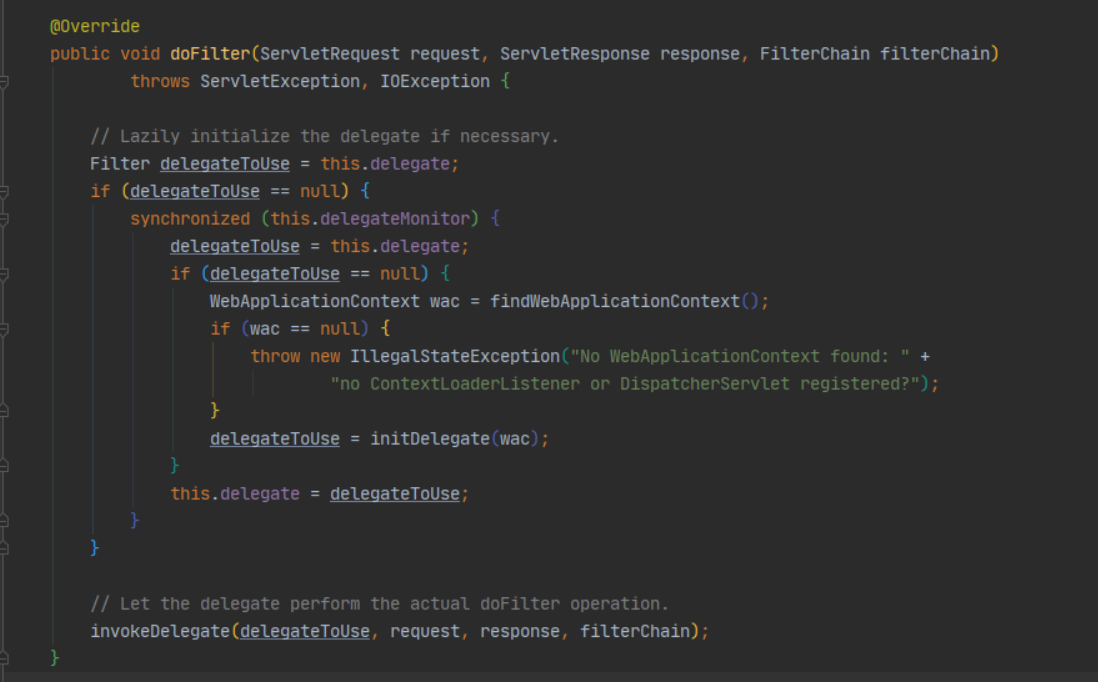 @Override
public void doFilter(ServletRequest request, ServletResponse response, FilterChain filterChain)
throws ServletException, IOException {
// Lazily initialize the delegate if necessary.
Filter delegateToUse = this.delegate;
if (delegateToUse == null) {
synchronized (this.delegateMonitor) {
delegateToUse = this.delegate;
if (delegateToUse == null) {
WebApplicationContext wac = findWebApplicationContext();
if (wac == null) {
throw new IllegalStateException("No WebApplicationContext found: " +
"no ContextLoaderListener or DispatcherServlet registered?");
}
delegateToUse = initDelegate(wac);
}
this.delegate = delegateToUse;
}
}
// Let the delegate perform the actual doFilter operation.
invokeDelegate(delegateToUse, request, response, filterChain);
}